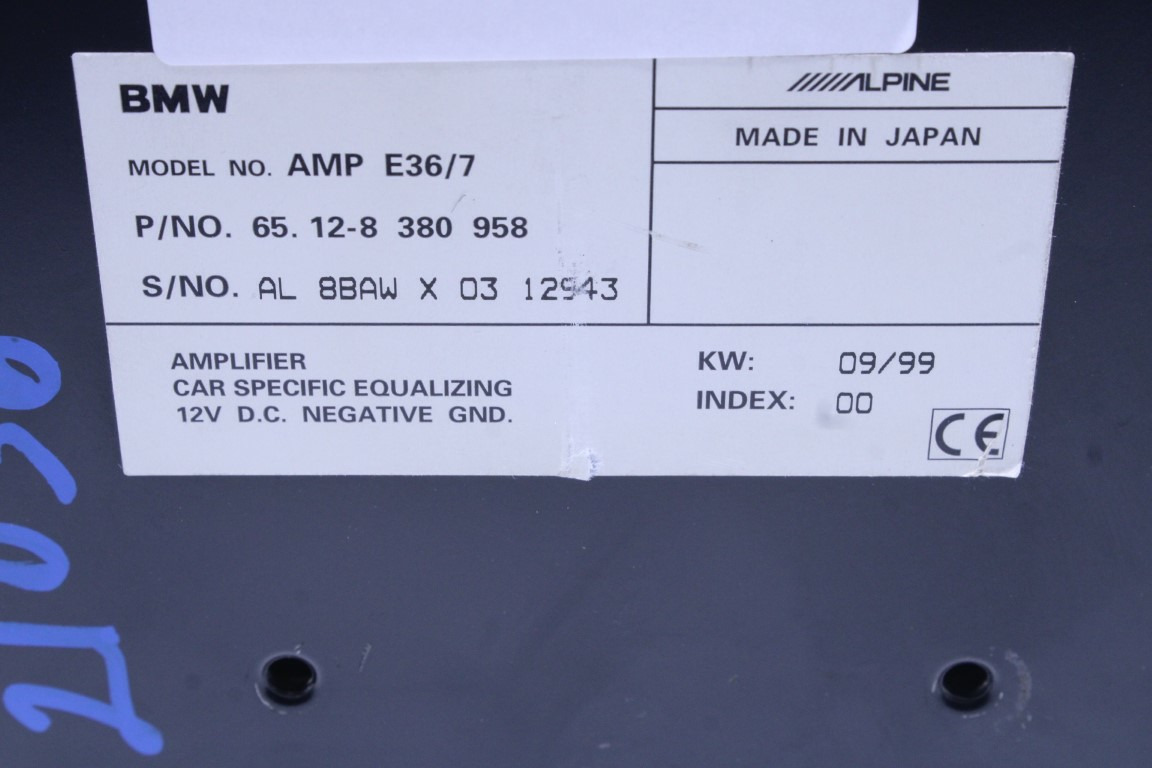 BMW
MODEL NO. AMP E36/7
P/NO. 65. 12-8 380 958
S/NO. AL 8BAW X 03 12943
ALPINE
MADE IN JAPAN
AMPLIFIER
CAR SPECIFIC EQUALIZING
12V D.C. NEGATIVE GND.
KW: 09/99
INDEX: 00
CE